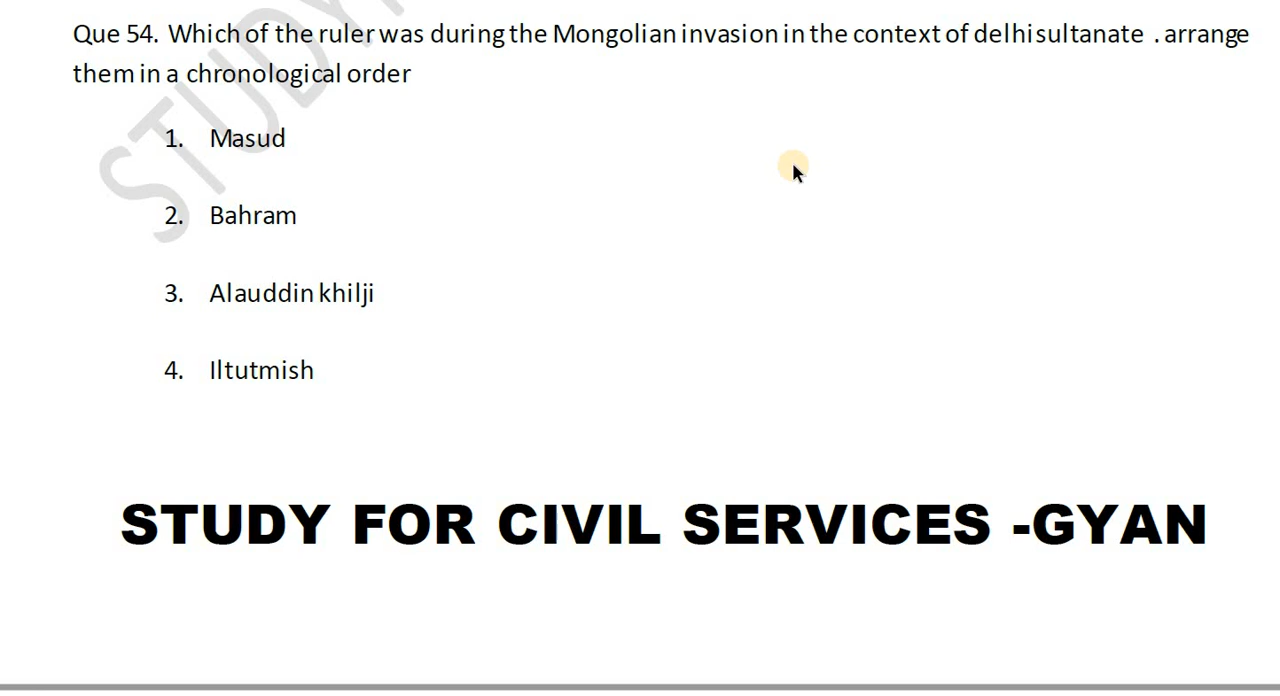 Que 54. Which of the ruler was during the Mongolian invasion in the context of delhi sultanate . arrange
them in a chronological order
1. Masud
2. Bahram
3. Alauddin khilji
4. Iltutmish
STUDY FOR CIVIL SERVICES -GYAN